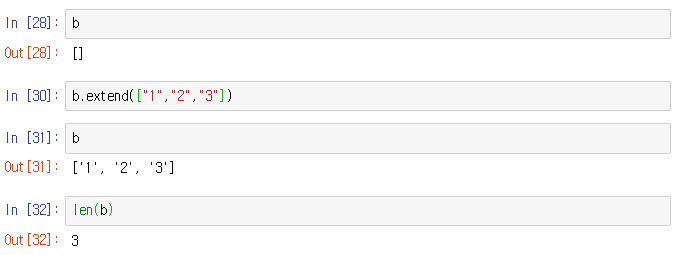 In [28]: b
Out[28]: []
In [30]: b.extend(["1","2","3"])
In [31]: b
Out[31]: ['1', '2', '3']
In [32]: len(b)
Out[32]: 3